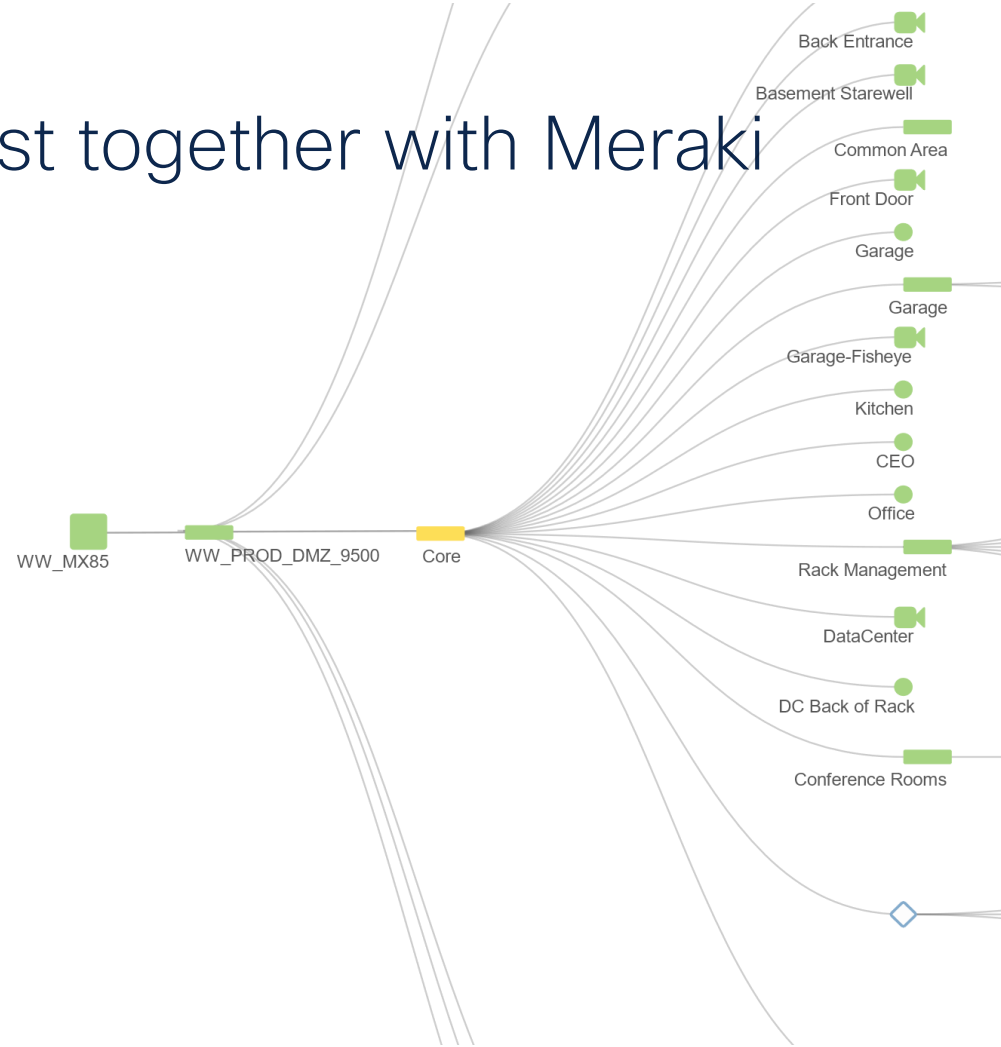 Back Entrance
Basement Starewell
st together with Meraki
Common Area
Front Door
Garage
Garage
Garage-Fisheye
Kitchen
CEO
Office
WW_MX85
WW_PROD_DMZ_9500
Core
Rack Management
DataCenter
DC Back of Rack
Conference Rooms